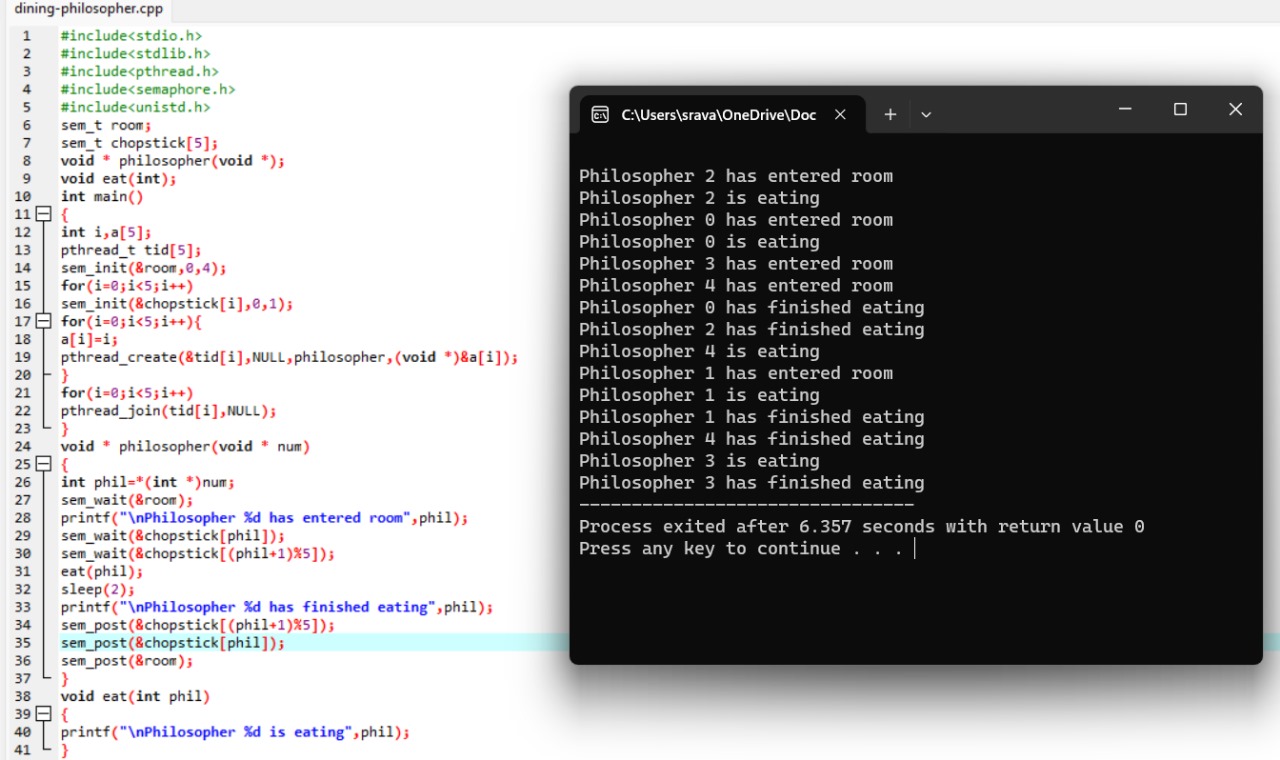 dining-philosopher.cpp
1 #include<stdio.h>
2 #include<stdlib.h>
3 #include<pthread.h>
4 #include<semaphore.h>
5 #include<unistd.h>
6 sem_t room;
7 sem_t chopstick[5];
8 void * philosopher(void *);
9 void eat(int);
10 int main()
11 {
12 int i,a[5];
13 pthread_t tid[5];
14 sem_init(&room,0,4);
15 for(i=0;i<5;i++)
16 sem_init(&chopstick[i],0,1);
17 for(i=0;i<5;i++){
18 a[i]=i;
19 pthread_create(&tid[i],NULL,philosopher,(void *)&a[i]);
20 }
21 for(i=0;i<5;i++)
22 pthread_join(tid[i],NULL);
23 }
24 void * philosopher(void * num)
25 {
26 int phil=*(int *)num;
27 sem_wait(&room);
28 printf("\nPhilosopher %d has entered room",phil);
29 sem_wait(&chopstick[phil]);
30 sem_wait(&chopstick[(phil+1)%5]);
31 eat(phil);
32 sleep(2);
33 printf("\nPhilosopher %d has finished eating",phil);
34 sem_post(&chopstick[(phil+1)%5]);
35 sem_post(&chopstick[phil]);
36 sem_post(&room);
37 }
38 void eat(int phil)
39 {
40 printf("\nPhilosopher %d is eating",phil);
41 }
C:\Users\srava\OneDrive\Doc
Philosopher 2 has entered room
Philosopher 2 is eating
Philosopher 0 has entered room
Philosopher 0 is eating
Philosopher 3 has entered room
Philosopher 4 has entered room
Philosopher 0 has finished eating
Philosopher 2 has finished eating
Philosopher 4 is eating
Philosopher 1 has entered room
Philosopher 1 is eating
Philosopher 1 has finished eating
Philosopher 4 has finished eating
Philosopher 3 is eating
Philosopher 3 has finished eating
--------------------------------
Process exited after 6.357 seconds with return value 0
Press any key to continue . . .